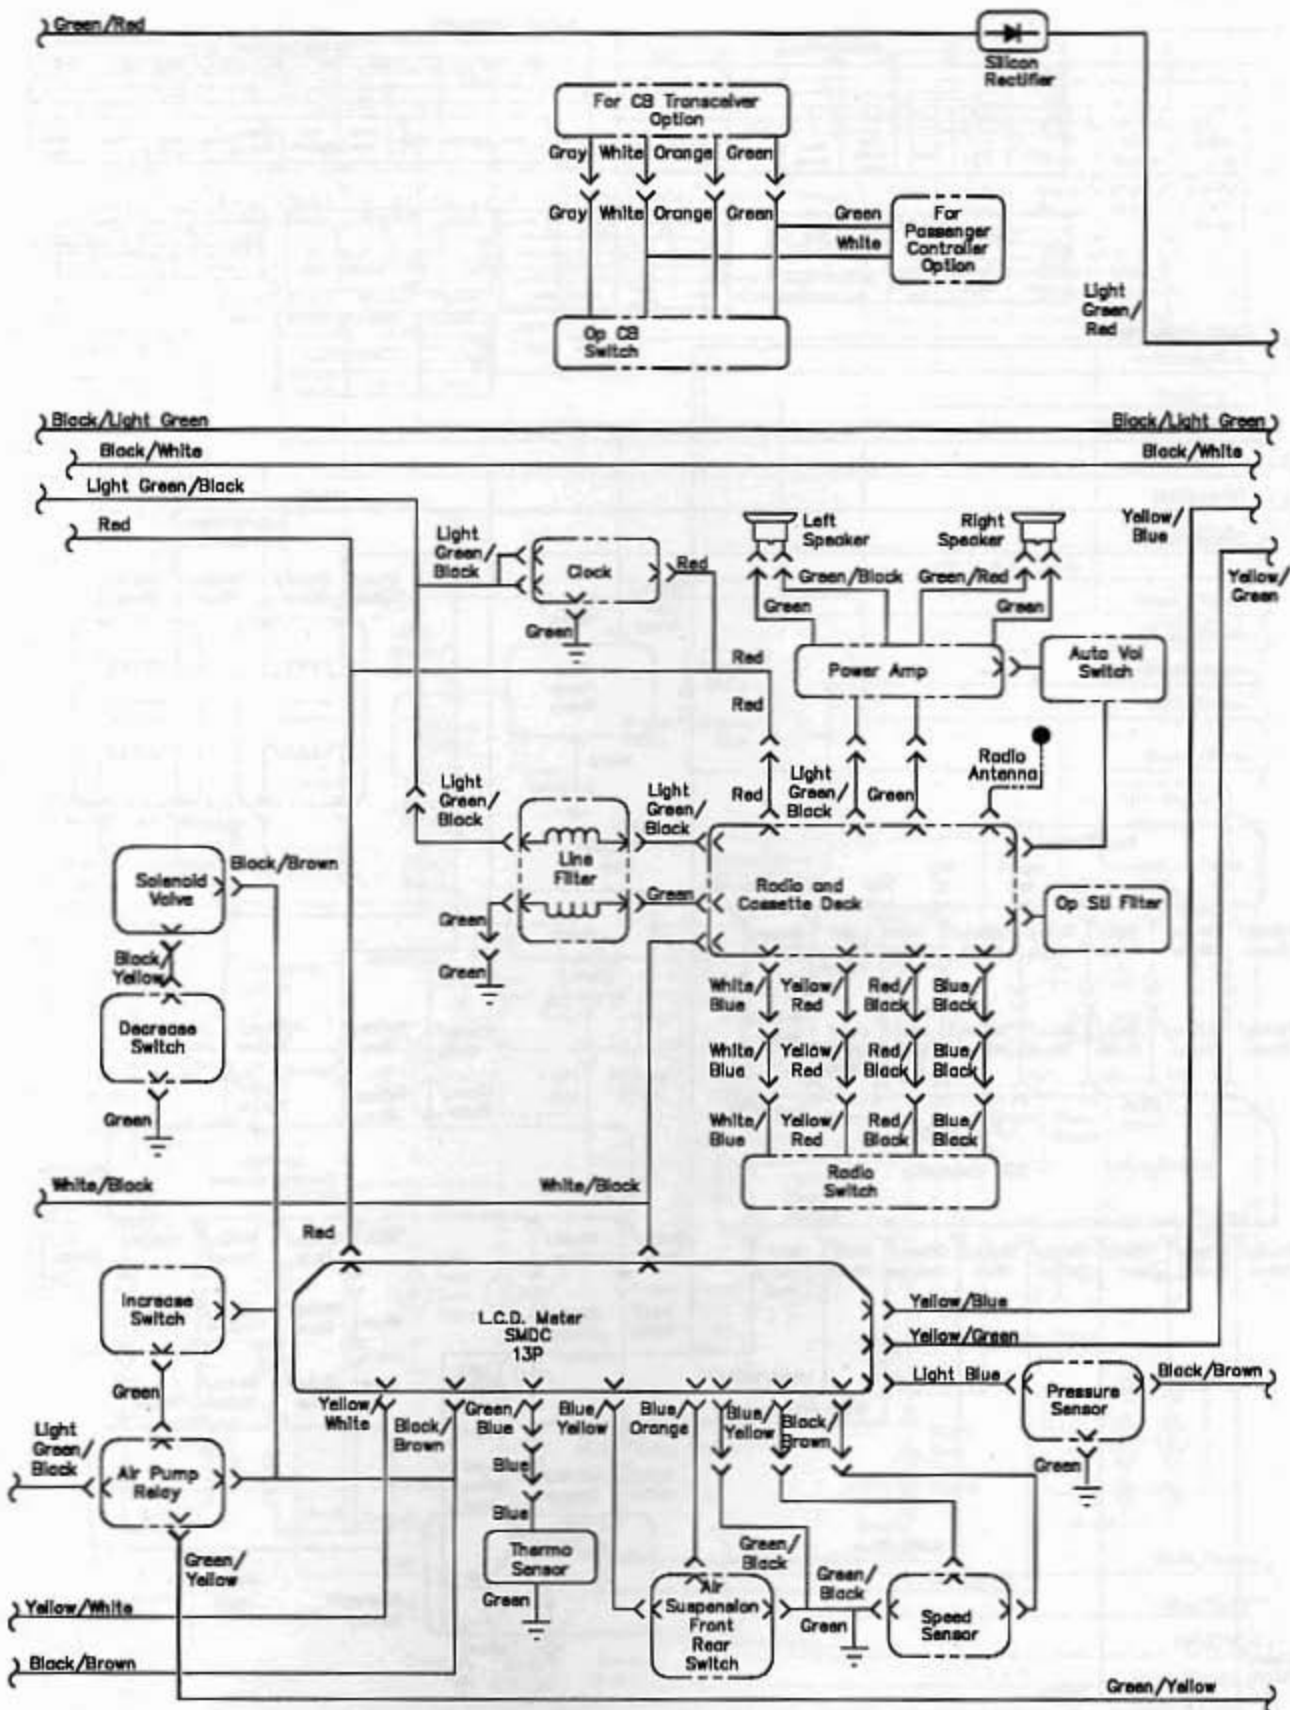 Green/Red
Silicon
Rectifier
For CB Transceiver
Option
Gray White Orange Green
Gray White Orange Green
Green
White
For
Passenger
Controller
Option
Op CB
Switch
Light
Green/
Red
Black/Light Green
Black/Light Green
Black/White
Black/White
Light Green/Black
Red
Light
Green/
Black
Clock
Red
Green
Left
Speaker
Right
Speaker
Yellow/
Blue
Yellow/
Green
Green/Black
Green/Red
Green
Green
Red
Power Amp
Auto Vol
Switch
Red
Radio
Antenna
Light
Green/
Black
Light
Green/
Black
Red
Light
Green/
Black
Green
Line
Filter
Black/Brown
Solenoid
Valve
Green
Radio and
Cassette Deck
Op Stl Filter
Green
Green
Black/
Yellow
Decrease
Switch
Green
White/
Blue
Yellow/
Red
Red/
Black
Blue/
Black
White/
Blue
Yellow/
Red
Red/
Black
Blue/
Black
White/
Blue
Yellow/
Red
Red/
Black
Blue/
Black
Radio
Switch
White/Black
White/Black
Red
Increase
Switch
L.C.D. Meter
SMDC
13P
Yellow/Blue
Yellow/Green
Light Blue
Pressure
Sensor
Black/Brown
Green
Green
Yellow/
White
Black/
Brown
Green/
Blue
Blue/
Yellow
Blue/
Orange
Blue/
Yellow
Black/
Brown
Light
Green/
Black
Air Pump
Relay
Blue
Blue
Thermo
Sensor
Green
Green/
Yellow
Green/
Black
Green/
Black
Air
Suspension
Front
Rear
Switch
Green
Speed
Sensor
Yellow/White
Black/Brown
Green/Yellow